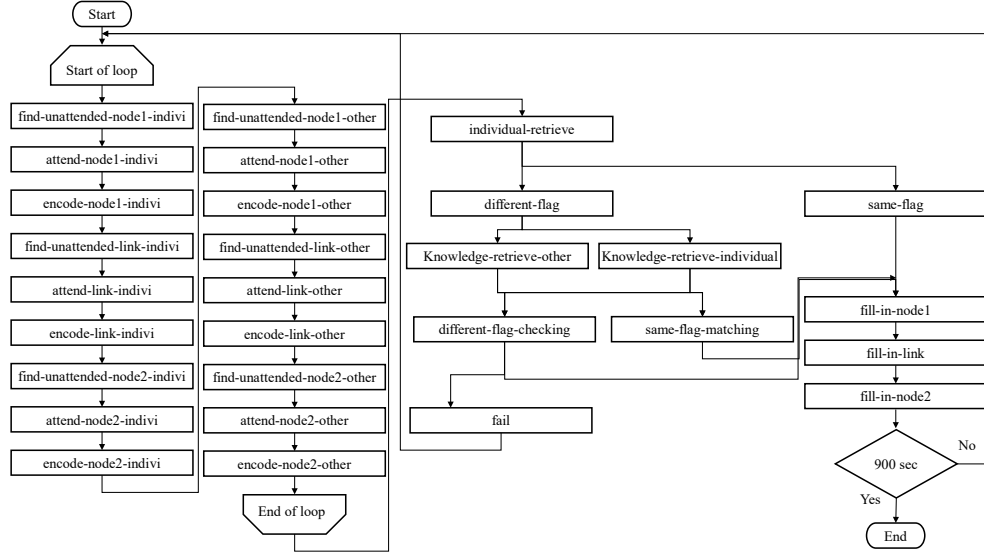 Start
Start of loop
find-unattended-node1-indivi
attend-node1-indivi
encode-node1-indivi
find-unattended-link-indivi
attend-link-indivi
encode-link-indivi
find-unattended-node2-indivi
attend-node2-indivi
encode-node2-indivi
find-unattended-node1-other
attend-node1-other
encode-node1-other
find-unattended-link-other
attend-link-other
encode-link-other
find-unattended-node2-other
attend-node2-other
encode-node2-other
End of loop
individual-retrieve
different-flag
same-flag
Knowledge-retrieve-other
Knowledge-retrieve-individual
different-flag-checking
same-flag-matching
fail
fill-in-node1
fill-in-link
fill-in-node2
900 sec
No
Yes
End